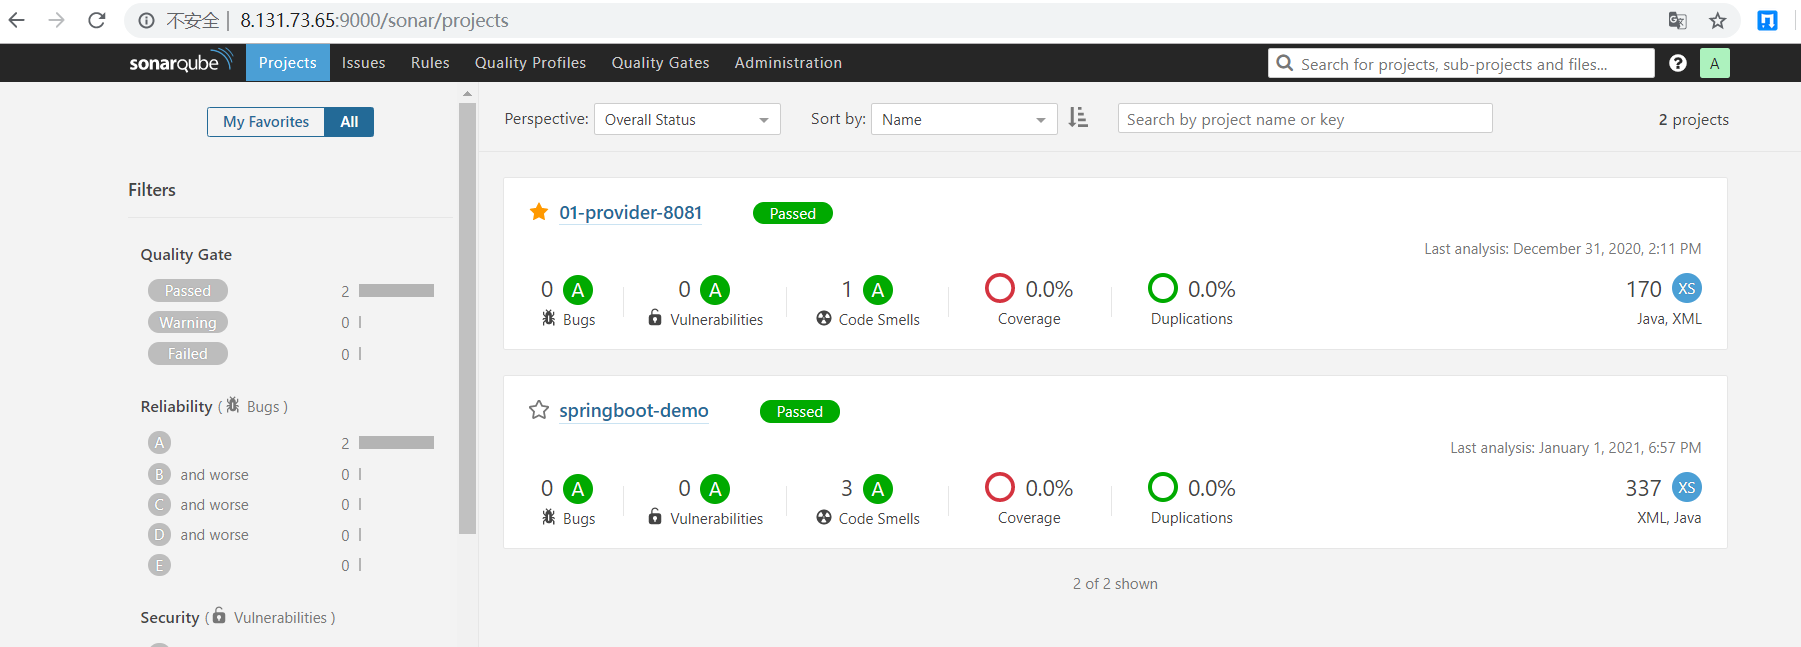 不安全 | 8.131.73.65:9000/sonar/projects
sonarqube Projects Issues Rules Quality Profiles Quality Gates Administration Search for projects, sub-projects and files... ? A
My Favorites All
Perspective: Overall Status Sort by: Name Search by project name or key 2 projects
Filters
Quality Gate
Passed 2
Warning 0
Failed 0
Reliability ( Bugs )
A 2
B and worse 0
C and worse 0
D and worse 0
E 0
Security ( Vulnerabilities )
01-provider-8081 Passed
Last analysis: December 31, 2020, 2:11 PM
0 A 0 A 1 A 0.0% 0.0% 170 XS
Bugs Vulnerabilities Code Smells Coverage Duplications Java, XML
springboot-demo Passed
Last analysis: January 1, 2021, 6:57 PM
0 A 0 A 3 A 0.0% 0.0% 337 XS
Bugs Vulnerabilities Code Smells Coverage Duplications XML, Java
2 of 2 shown